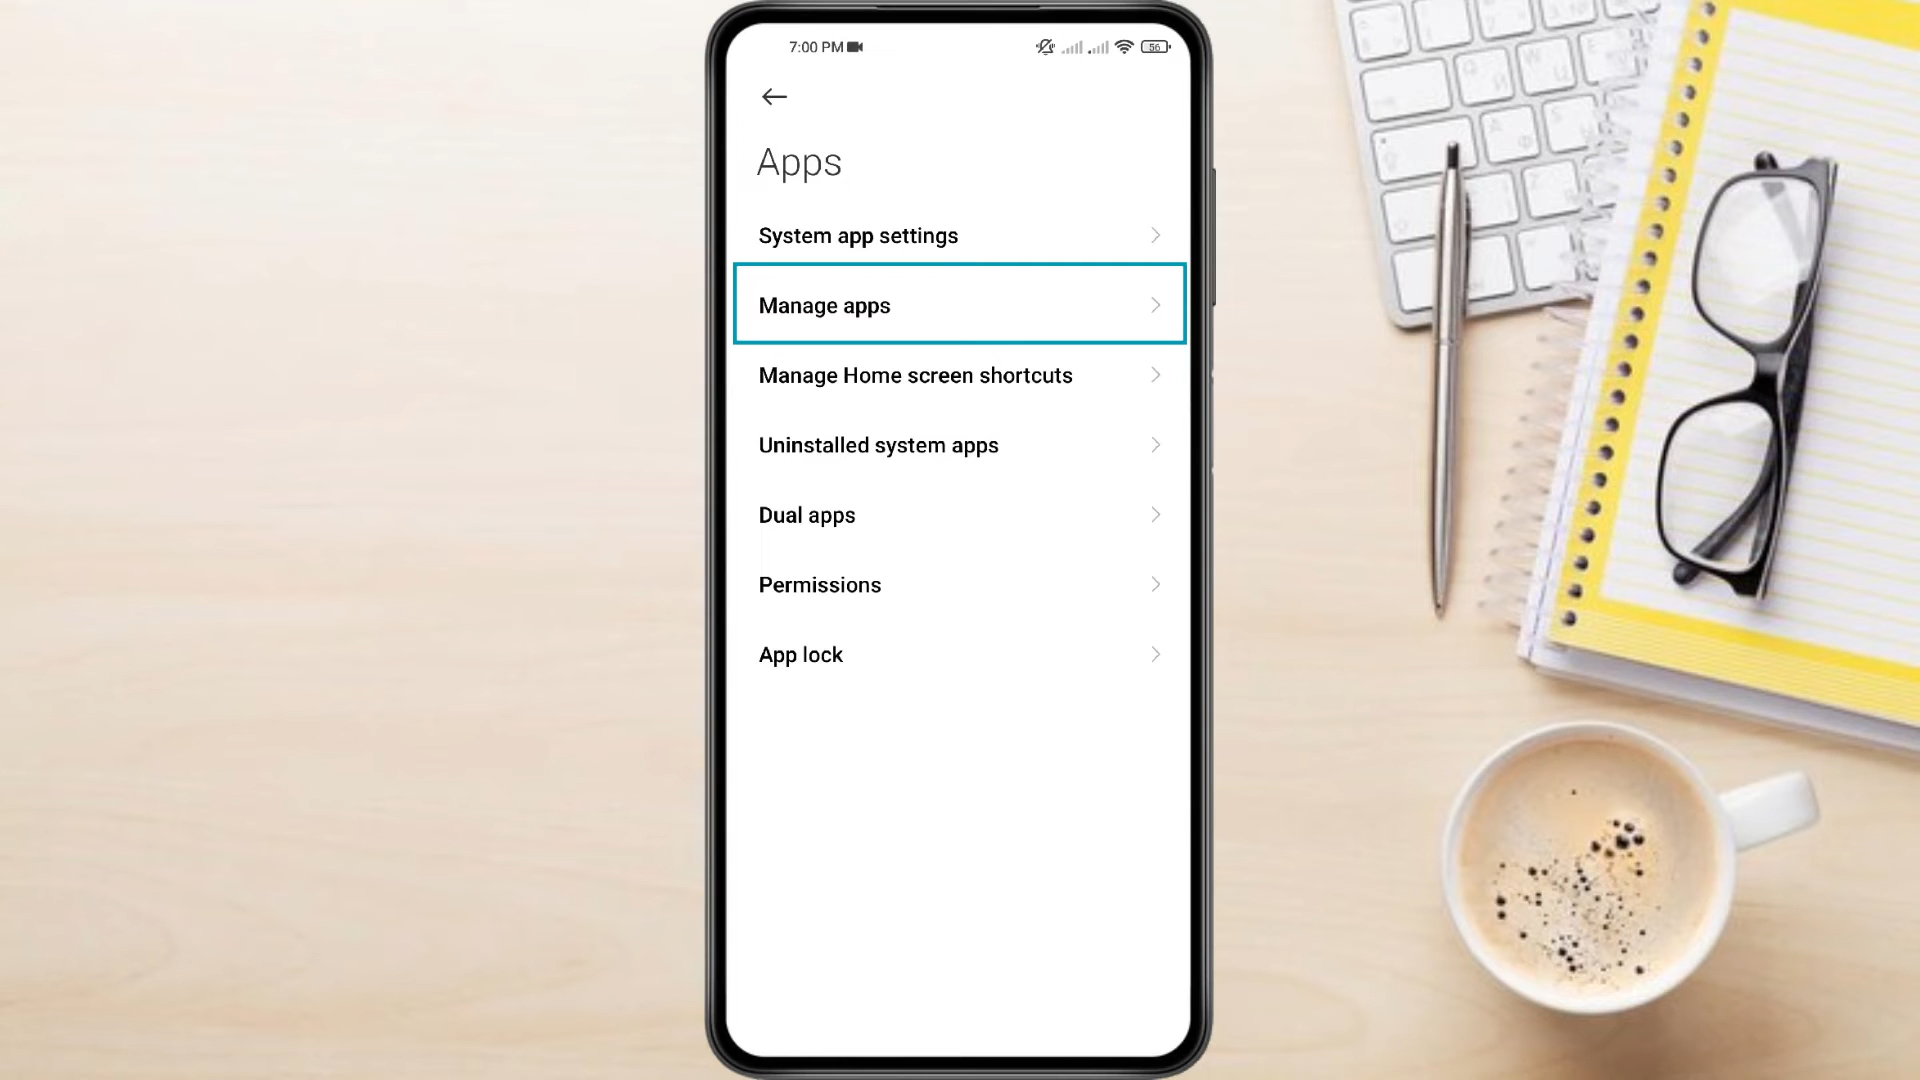 7:00 PM
56
Apps
System app settings
Manage apps
Manage Home screen shortcuts
Uninstalled system apps
Dual apps
Permissions
App lock